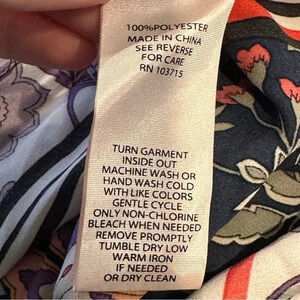 100% POLYESTER
MADE IN CHINA
SEE REVERSE
FOR CARE
RN 103715
TURN GARMENT
INSIDE OUT
MACHINE WASH OR
HAND WASH COLD
WITH LIKE COLORS
GENTLE CYCLE
ONLY NON-CHLORINE
BLEACH WHEN NEEDED
REMOVE PROMPTLY
TUMBLE DRY LOW
WARM IRON
IF NEEDED
OR DRY CLEAN